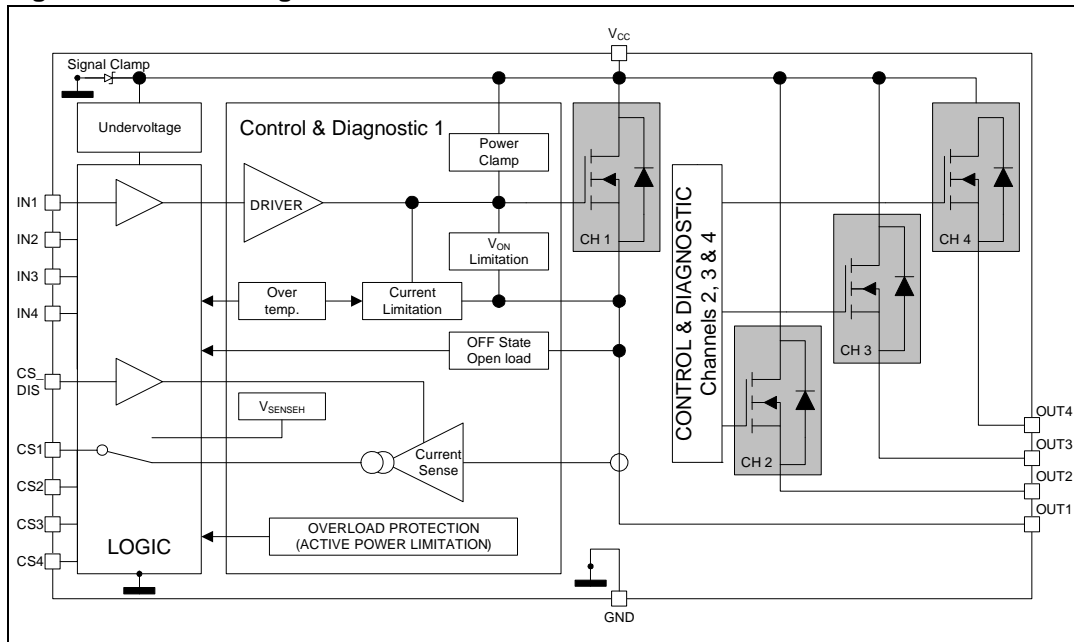 VCC
Signal Clamp
Undervoltage
Control & Diagnostic 1
Power
Clamp
IN1
DRIVER
CH 1
CH 4
IN2
VON
Limitation
IN3
IN4
Over
temp.
Current
Limitation
CONTROL & DIAGNOSTIC
Channels 2, 3 & 4
CH 3
OFF State
Open load
CS_
DIS
VSENSEH
CS1
Current
Sense
CH 2
OUT4
OUT3
CS2
OUT2
CS3
OVERLOAD PROTECTION
(ACTIVE POWER LIMITATION)
OUT1
LOGIC
CS4
GND